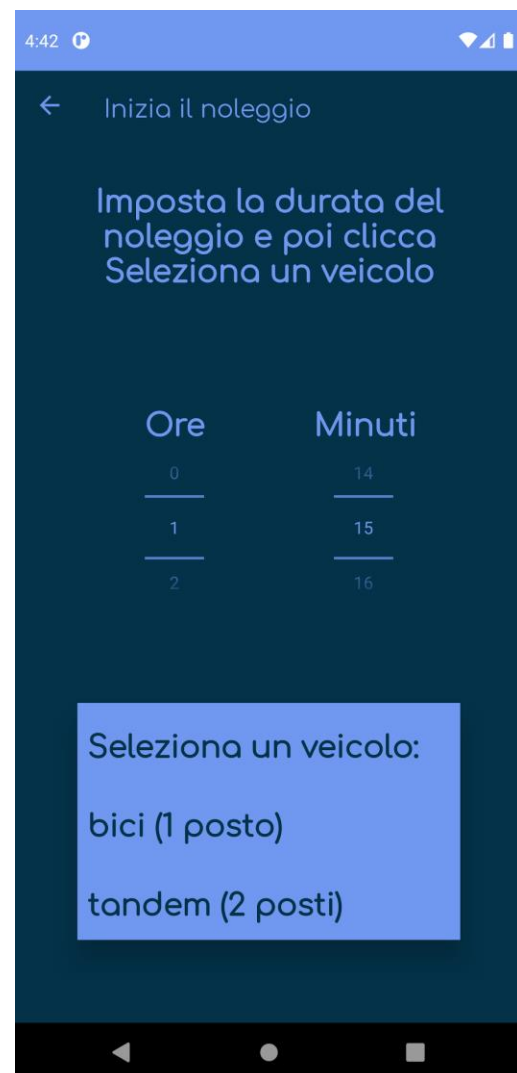 4:42
Inizia il noleggio
Imposta la durata del
noleggio e poi clicca
Seleziona un veicolo
Ore Minuti
0 14
1 15
2 16
Seleziona un veicolo:
bici (1 posto)
tandem (2 posti)